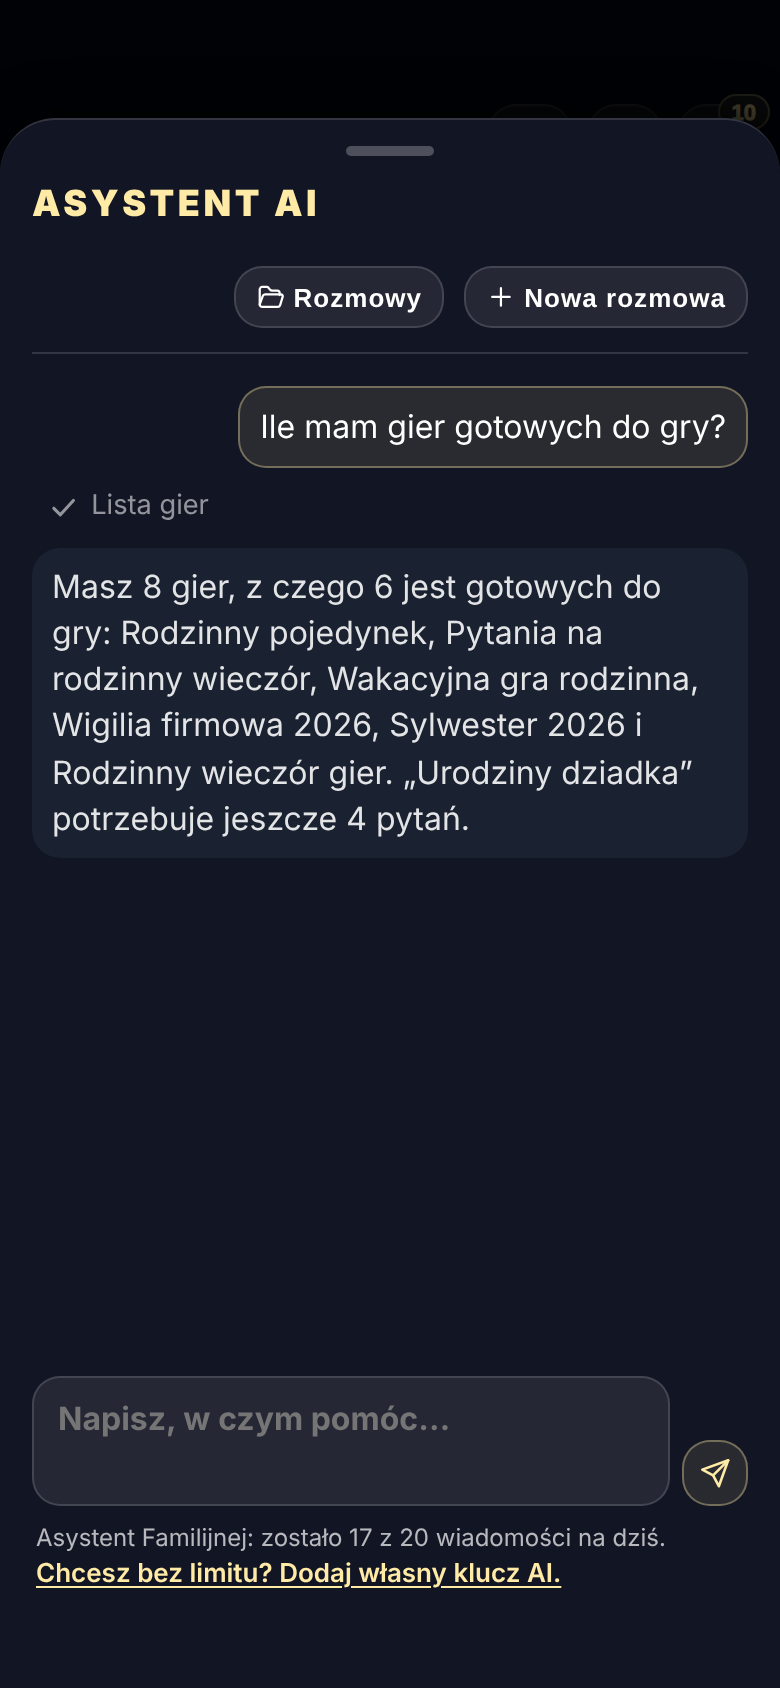 10
ASYSTENT AI
Rozmowy
Nowa rozmowa
Ile mam gier gotowych do gry?
Lista gier
Masz 8 gier, z czego 6 jest gotowych do
gry: Rodzinny pojedynek, Pytania na
rodzinny wieczór, Wakacyjna gra rodzinna,
Wigilia firmowa 2026, Sylwester 2026 i
Rodzinny wieczór gier. „Urodziny dziadka”
potrzebuje jeszcze 4 pytań.
Napisz, w czym pomóc...
Asystent Familijnej: zostało 17 z 20 wiadomości na dziś.
Chcesz bez limitu? Dodaj własny klucz AI.